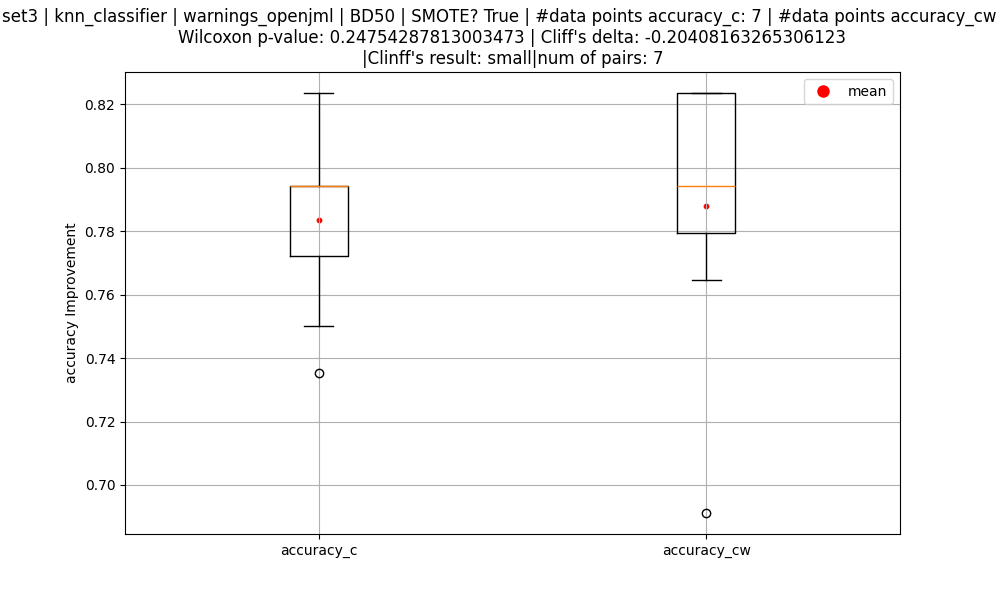 set3 | knn_classifier | warnings_openjml | BD50 | SMOTE? True | #data points accuracy_c: 7 | #data points accuracy_cw
Wilcoxon p-value: 0.24754287813003473 | Cliff's delta: -0.20408163265306123
|Clinff's result: small|num of pairs: 7
mean
0.82
0.80
0.78
0.76
0.74
0.72
0.70
accuracy Improvement
accuracy_c
accuracy_cw